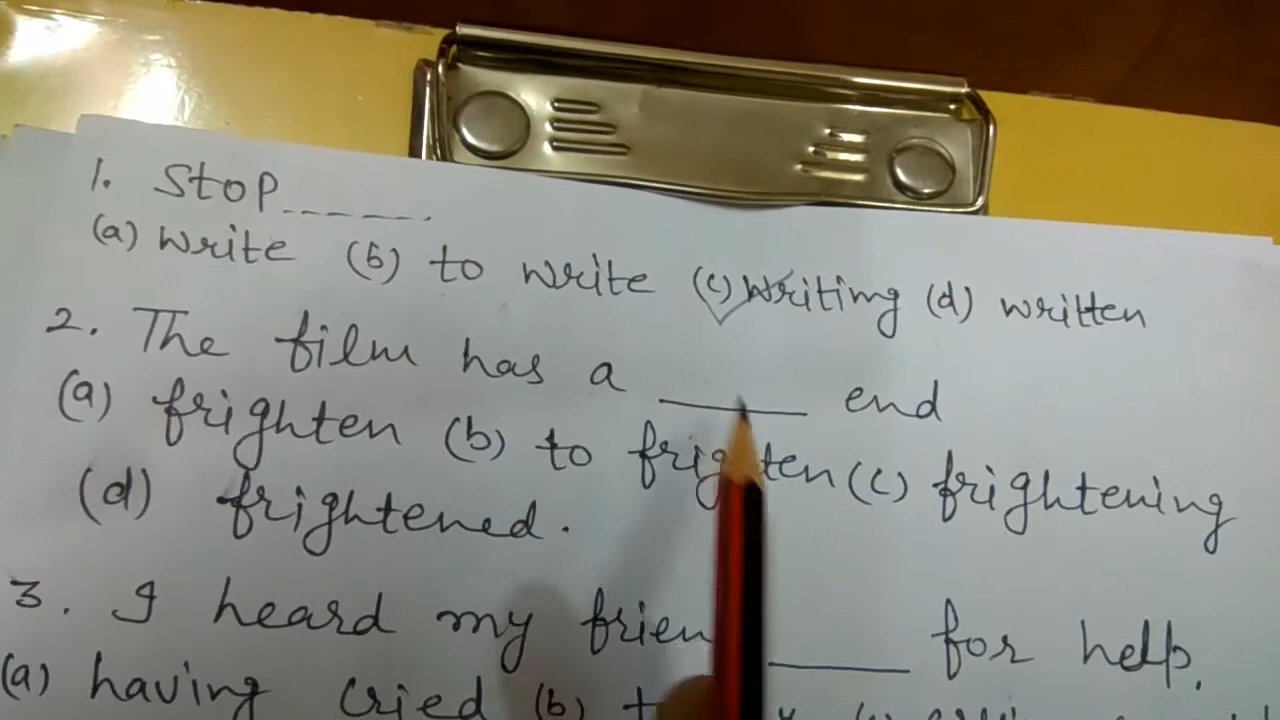 1. Stop ______.
(a) Write (b) to write (c) writing (d) written
2. The film has a ______ end
(a) frighten (b) to frighten (c) frightening
(d) frightened.
3. I heard my ______ for help.
(a) having cried (b)